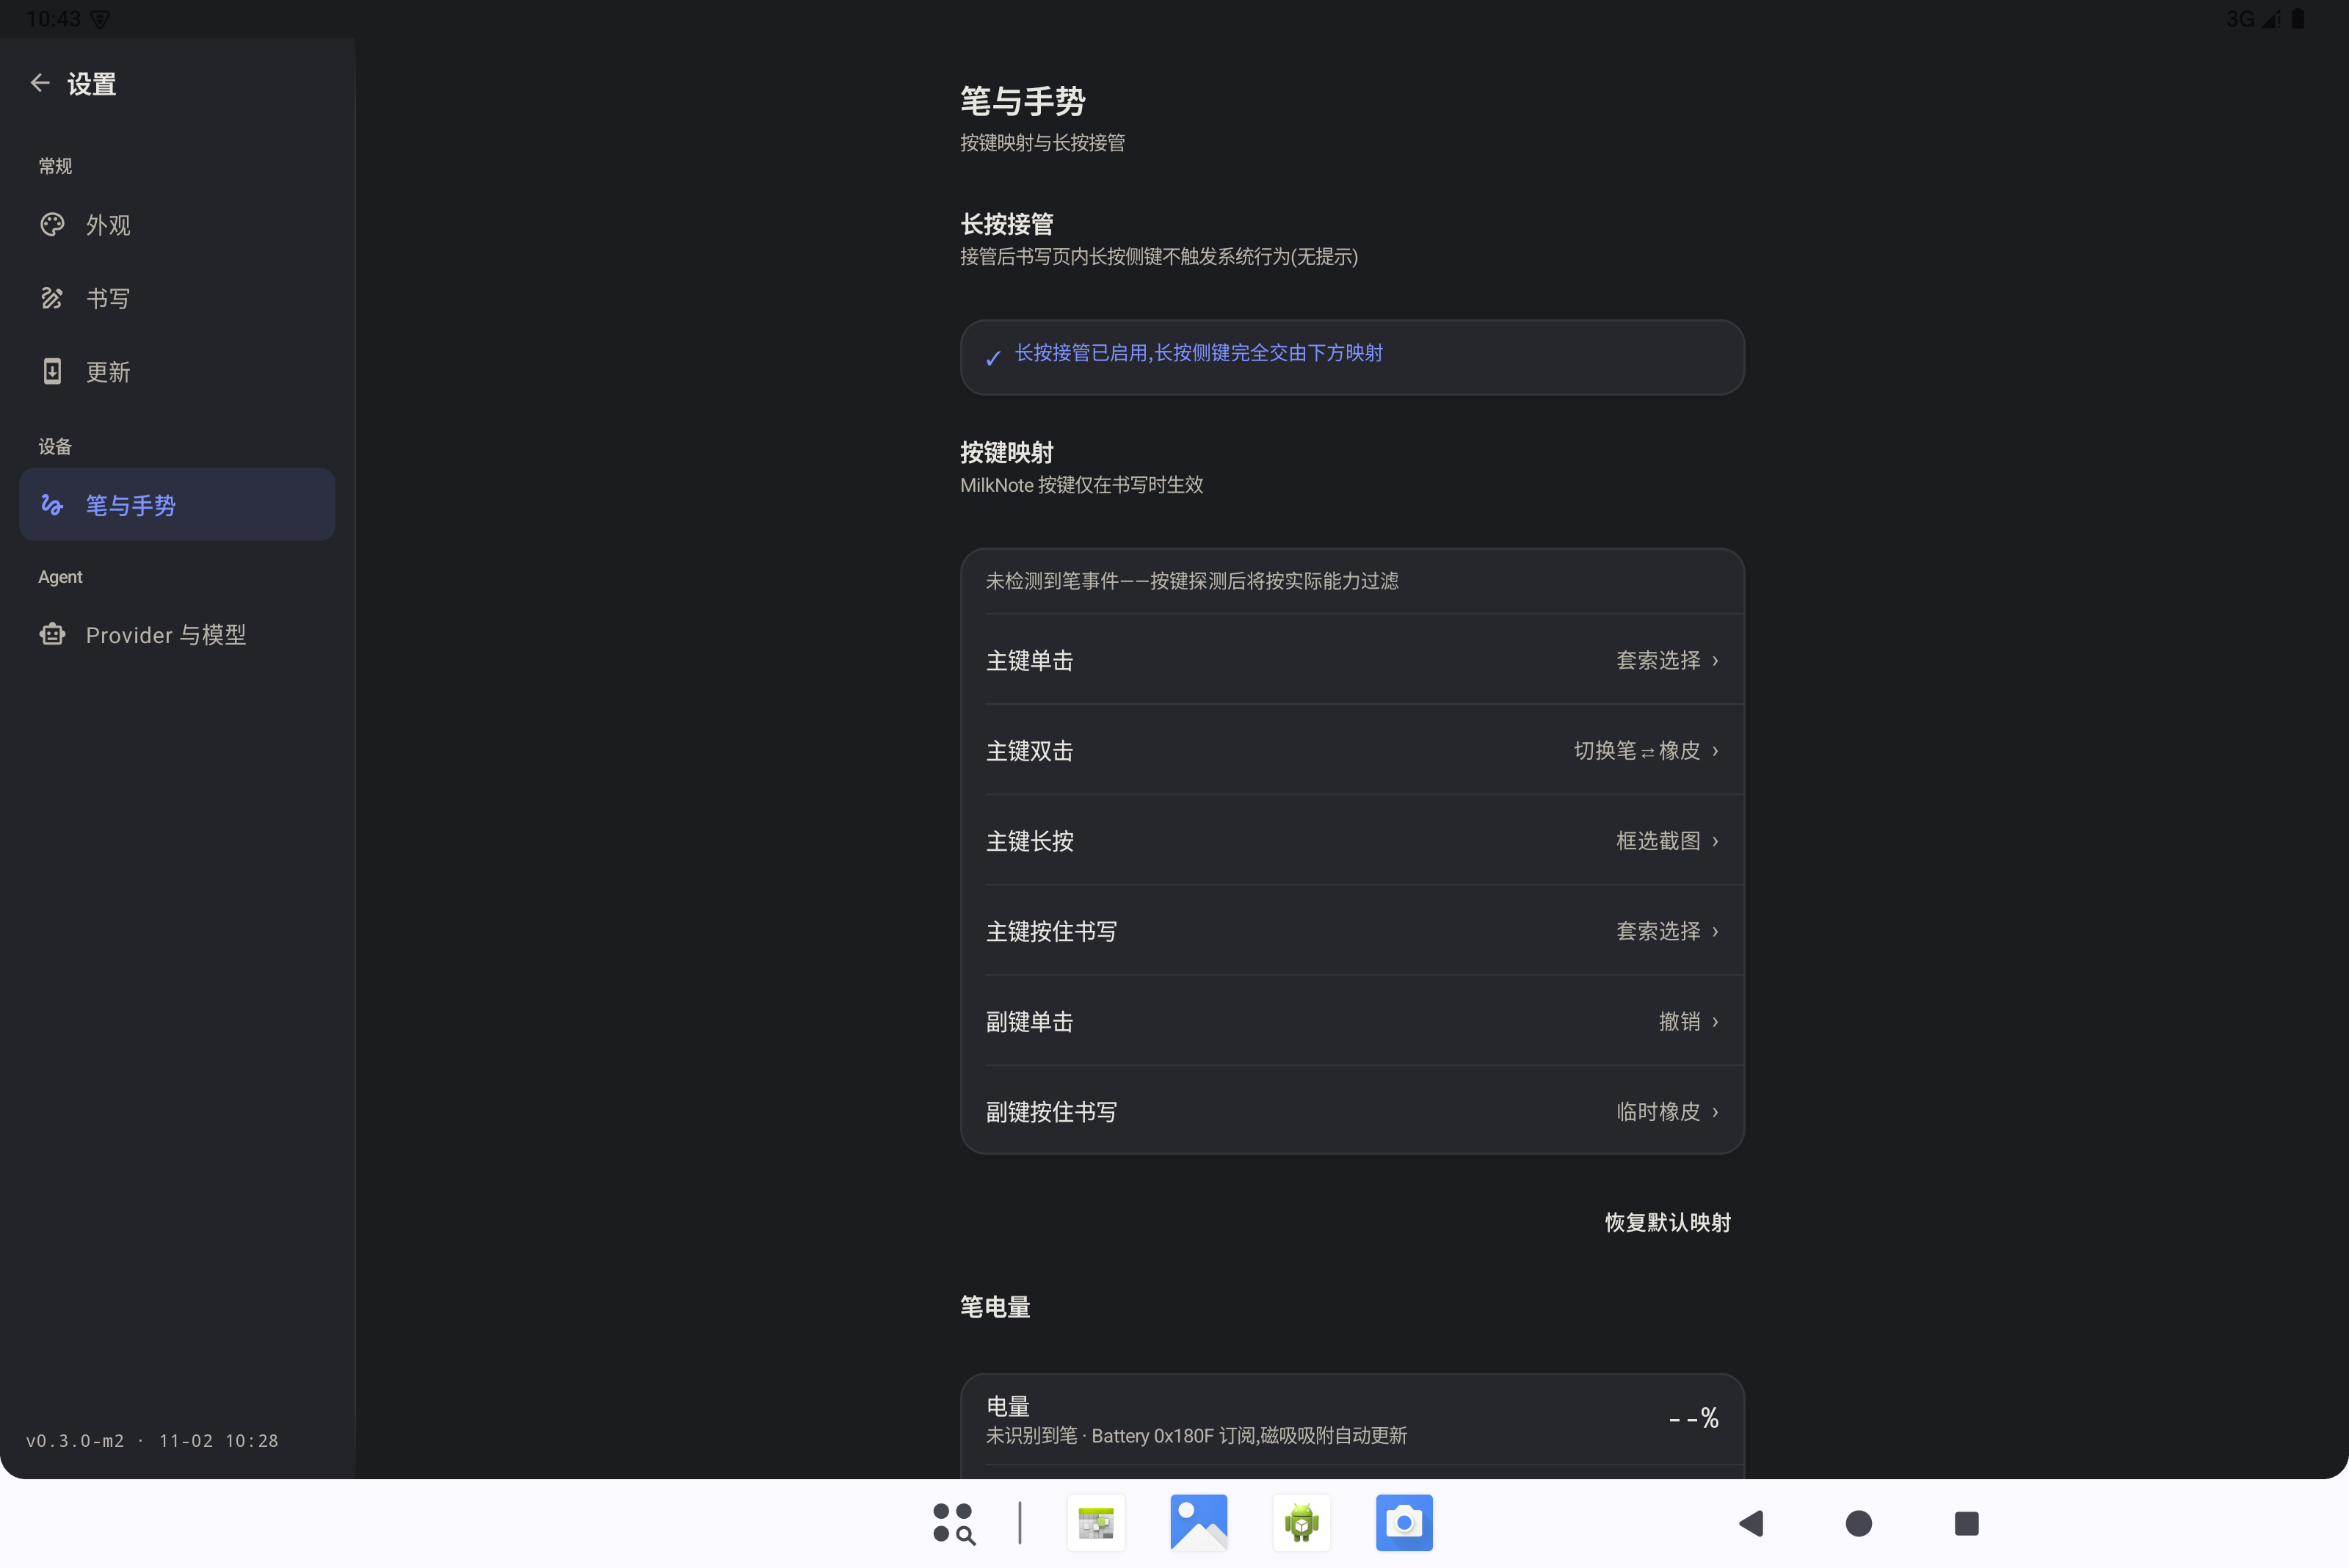 10:43
3G
设置
常规
外观
书写
更新
设备
笔与手势
Agent
Provider 与模型
v0.3.0-m2 · 11-02 10:28
笔与手势
按键映射与长按接管
长按接管
接管后书写页内长按侧键不触发系统行为(无提示)
✓ 长按接管已启用,长按侧键完全交由下方映射
按键映射
MilkNote 按键仅在书写时生效
未检测到笔事件——按键探测后将按实际能力过滤
主键单击 套索选择 ›
主键双击 切换笔⇄橡皮 ›
主键长按 框选截图 ›
主键按住书写 套索选择 ›
副键单击 撤销 ›
副键按住书写 临时橡皮 ›
恢复默认映射
笔电量
电量
未识别到笔 · Battery 0x180F 订阅,磁吸吸附自动更新
--%